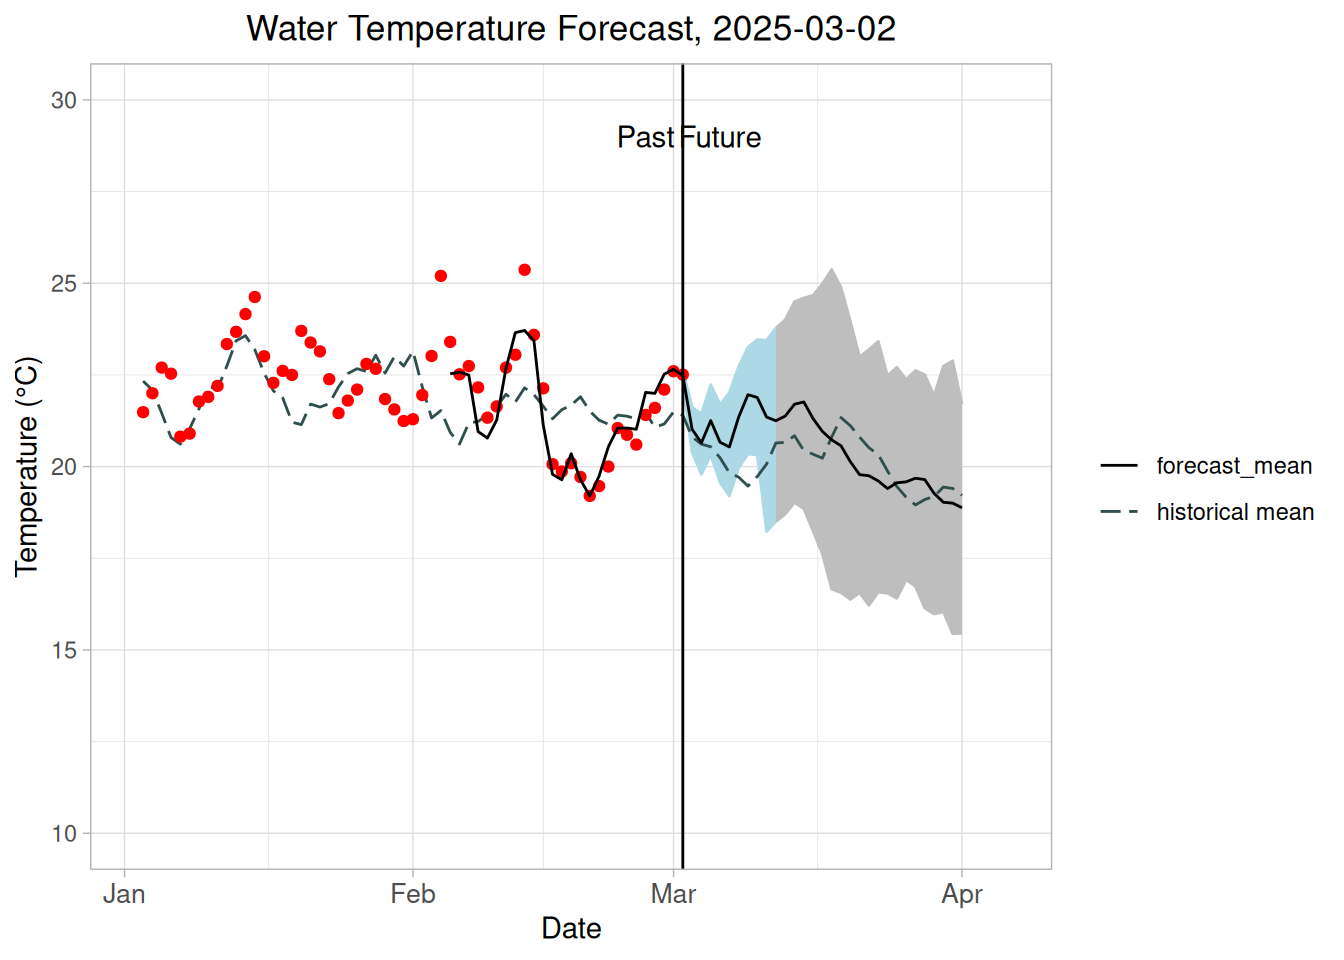 Water Temperature Forecast, 2025-03-02
30
25
20
15
10
Temperature (°C)
Past Future
Jan Feb Mar Apr
Date
forecast_mean
historical mean